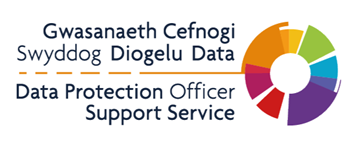 Gwasanaeth Cefnogi
Swyddog Diogelu Data
Data Protection Officer
Support Service